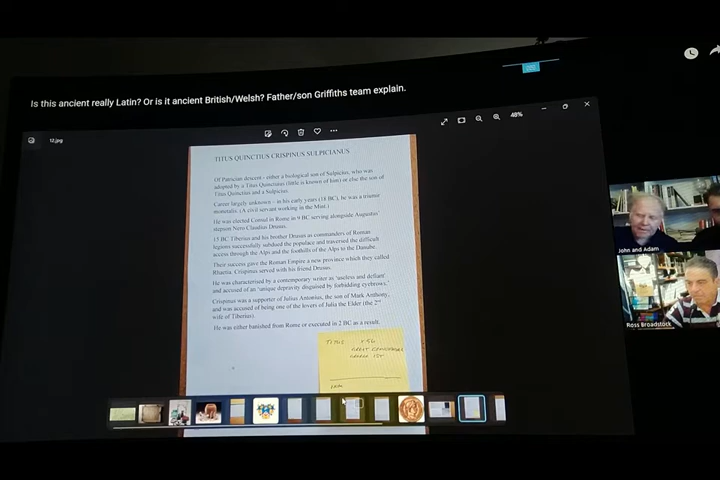 Is this ancient really Latin? Or is it ancient British/Welsh? Father/son Griffiths team explain.
12.jpg
48%
TITUS QUINCTIUS CRISPINUS SULPICIANUS
Of Patrician descent - either a biological son of Sulpicius, who was
adopted by a Titus Quinctuius (little is known of him) or else the son of
Titus Quinctius and a Sulpicia.
Career largely unknown - in his early years (18 BC), he was a triumir
monetalis. (A civil servant working in the Mint.)
He was elected Consul in Rome in 9 BC serving alongside Augustus'
stepson Nero Claudius Drusus.
15 BC Tiberius and his brother Drusus as commanders of Roman
legions successfully subdued the populace and traversed the difficult
access through the Alps and the foothills of the Alps to the Danube.
Their success gave the Roman Empire a new province which they called
Rhaetia. Crispinus served with his friend Drusus.
He was characterised by a contemporary writer as 'useless and defiant'
and accused of an 'unique depravity disguised by forbidding eyebrows,'
Crispinus was a supporter of Julius Antonius, the son of Mark Anthony,
and was accused of being one of the lovers of Julia the Elder (the 2nd
wife of Tiberius).
He was either banished from Rome or executed in 2 BC as a result.
TITUS
GREAT
John and Adam
Ross Broadstock